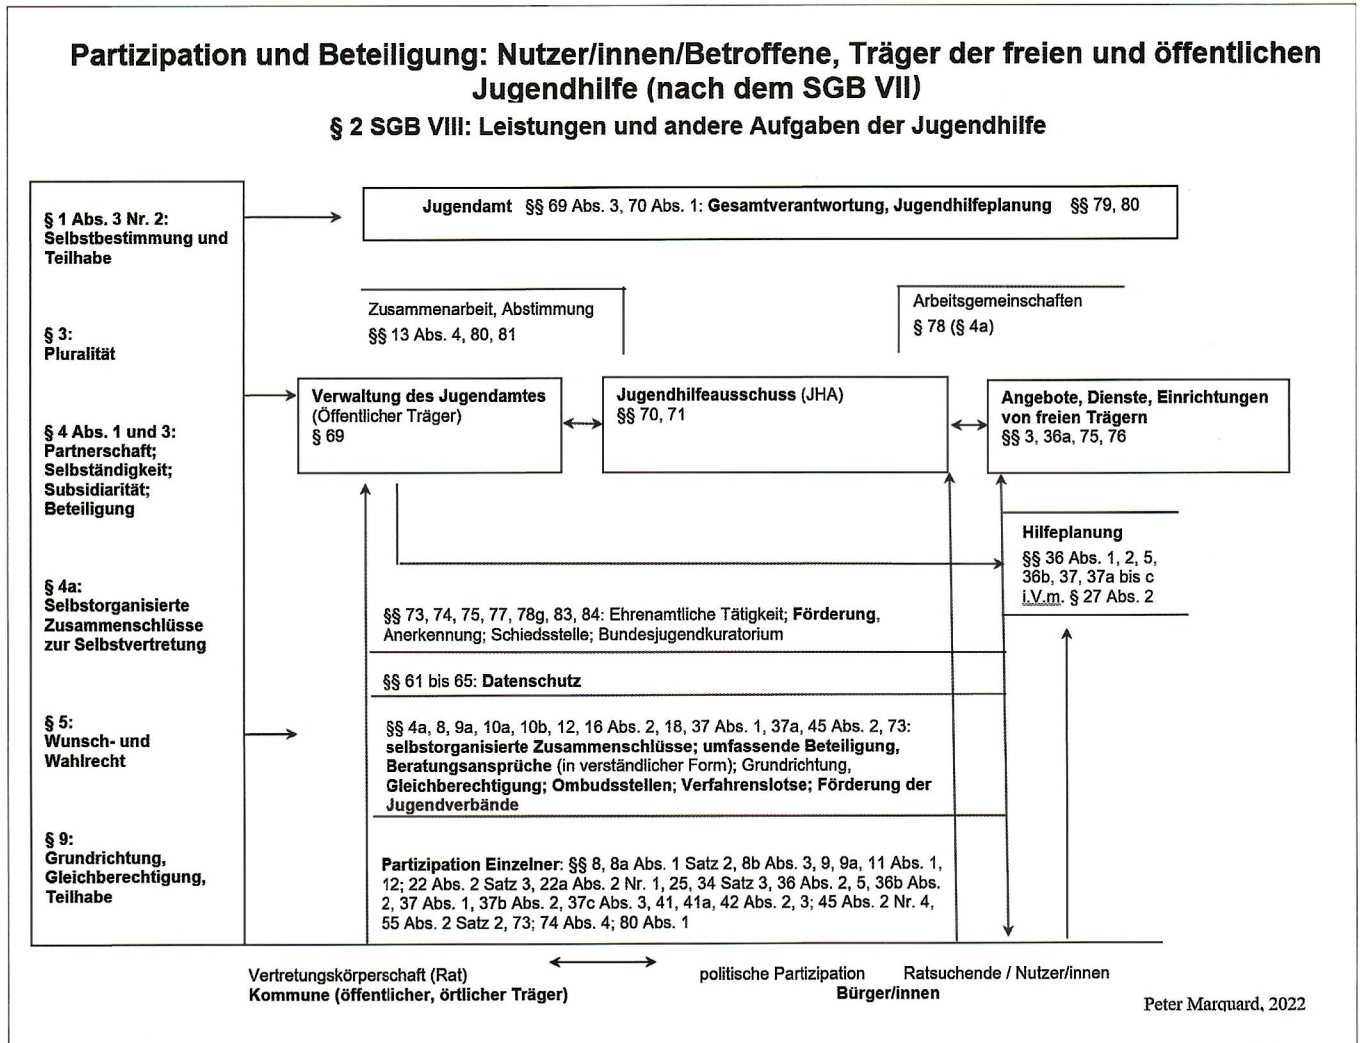 Partizipation und Beteiligung: Nutzer/innen/Betroffene, Träger der freien und öffentlichen
Jugendhilfe (nach dem SGB VII)
§ 2 SGB VIII: Leistungen und andere Aufgaben der Jugendhilfe
§ 1 Abs. 3 Nr. 2:
Selbstbestimmung und
Teilhabe
§ 3:
Pluralität
§ 4 Abs. 1 und 3:
Partnerschaft;
Selbständigkeit;
Subsidiarität;
Beteiligung
§ 4a:
Selbstorganisierte
Zusammenschlüsse
zur Selbstvertretung
§ 5:
Wunsch- und
Wahlrecht
§ 9:
Grundrichtung,
Gleichberechtigung,
Teilhabe
Jugendamt §§ 69 Abs. 3, 70 Abs. 1: Gesamtverantwortung, Jugendhilfeplanung §§ 79, 80
Zusammenarbeit, Abstimmung
§§ 13 Abs. 4, 80, 81
Arbeitsgemeinschaften
§ 78 (§ 4a)
Verwaltung des Jugendamtes
(Öffentlicher Träger)
§ 69
Jugendhilfeausschuss (JHA)
§§ 70, 71
Angebote, Dienste, Einrichtungen
von freien Trägern
§§ 3, 36a, 75, 76
Hilfeplanung
§§ 36 Abs. 1, 2, 5,
36b, 37, 37a bis c
i.V.m. § 27 Abs. 2
§§ 73, 74, 75, 77, 78g, 83, 84: Ehrenamtliche Tätigkeit; Förderung,
Anerkennung; Schiedsstelle; Bundesjugendkuratorium
§§ 61 bis 65: Datenschutz
§§ 4a, 8, 9a, 10a, 10b, 12, 16 Abs. 2, 18, 37 Abs. 1, 37a, 45 Abs. 2, 73:
selbstorganisierte Zusammenschlüsse; umfassende Beteiligung,
Beratungsansprüche (in verständlicher Form); Grundrichtung,
Gleichberechtigung; Ombudsstellen; Verfahrenslotse; Förderung der
Jugendverbände
Partizipation Einzelner: §§ 8, 8a Abs. 1 Satz 2, 8b Abs. 3, 9, 9a, 11 Abs. 1,
12; 22 Abs. 2 Satz 3, 22a Abs. 2 Nr. 1, 25, 34 Satz 3, 36 Abs. 2, 5, 36b Abs.
2, 37 Abs. 1, 37b Abs. 2, 37c Abs. 3, 41, 41a, 42 Abs. 2, 3; 45 Abs. 2 Nr. 4,
55 Abs. 2 Satz 2, 73; 74 Abs. 4; 80 Abs. 1
Vertretungskörperschaft (Rat)
Kommune (öffentlicher, örtlicher Träger)
politische Partizipation Ratsuchende / Nutzer/innen
Bürger/innen
Peter Marquard, 2022